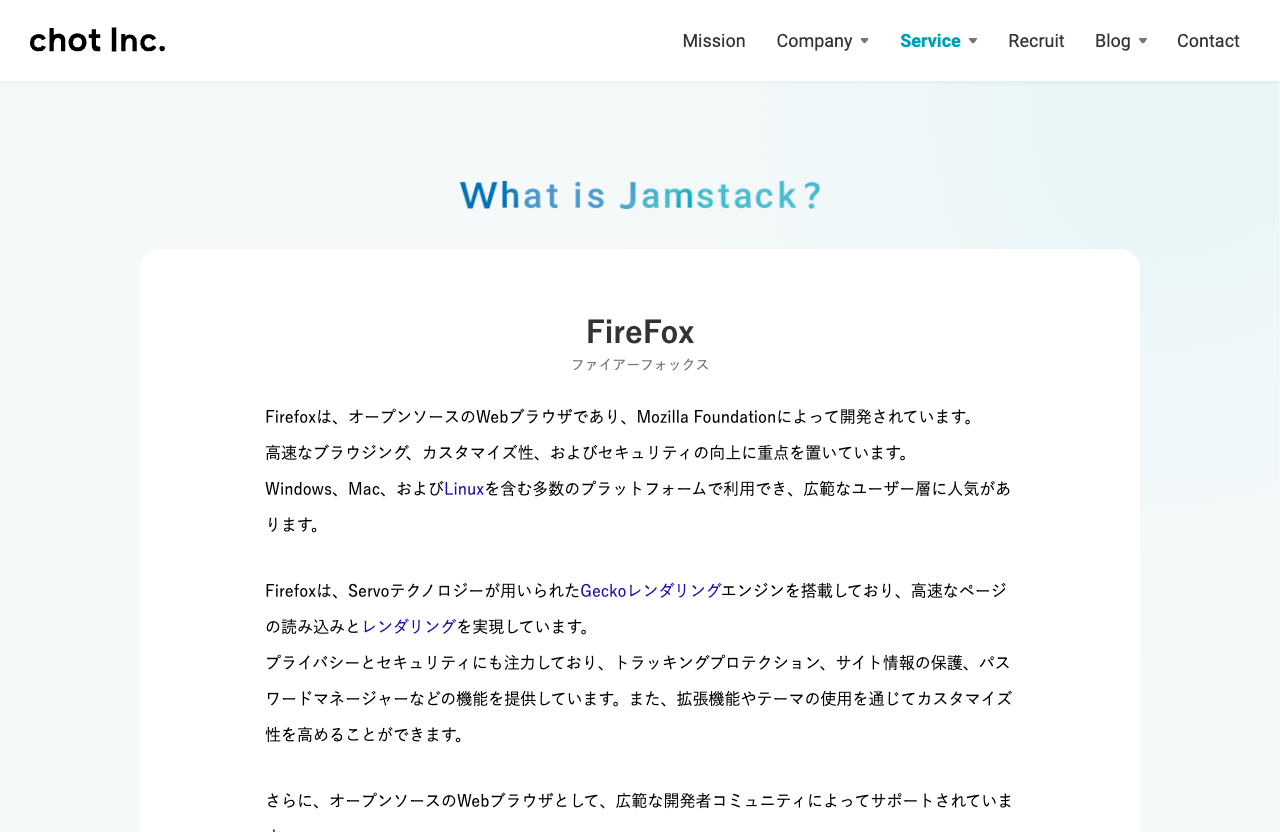 chot Inc.
Mission
Company
Service
Recruit
Blog
Contact
What is Jamstack?
FireFox
ファイアーフォックス
Firefoxは、オープンソースのWebブラウザであり、Mozilla Foundationによって開発されています。
高速なブラウジング、カスタマイズ性、およびセキュリティの向上に重点を置いています。
Windows、Mac、およびLinuxを含む多数のプラットフォームで利用でき、広範なユーザー層に人気があ
ります。
Firefoxは、Servoテクノロジーが用いられたGeckoレンダリングエンジンを搭載しており、高速なページ
の読み込みとレンダリングを実現しています。
プライバシーとセキュリティにも注力しており、トラッキングプロテクション、サイト情報の保護、パス
ワードマネージャーなどの機能を提供しています。また、拡張機能やテーマの使用を通じてカスタマイズ
性を高めることができます。
さらに、オープンソースのWebブラウザとして、広範な開発者コミュニティによってサポートされていま